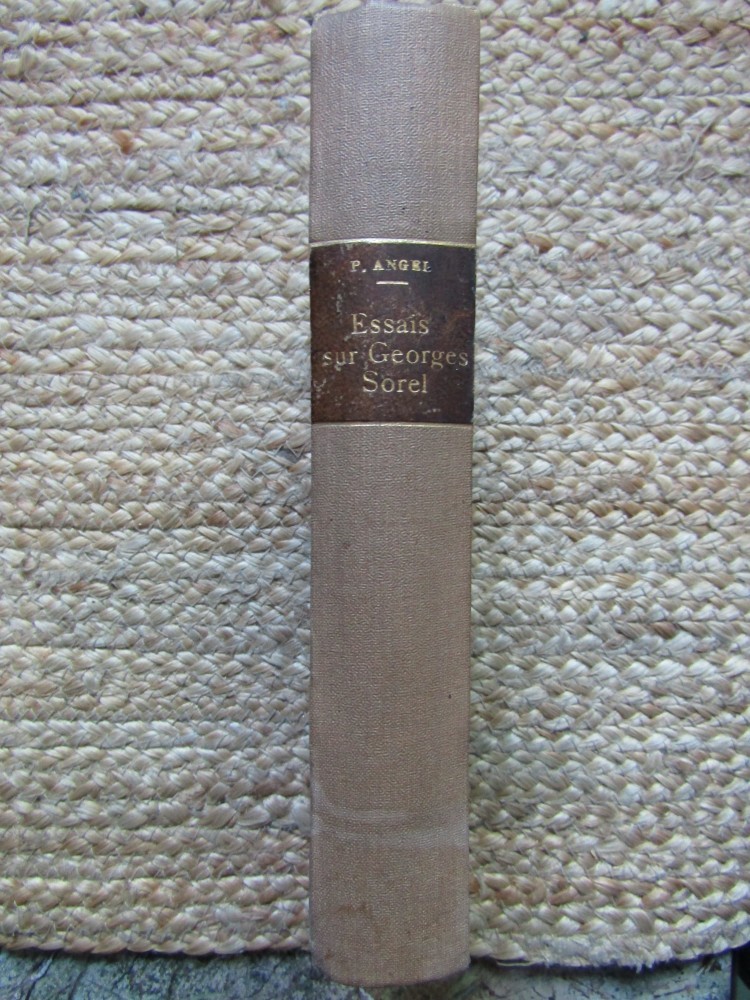 P. ANGEL
Essais
sur Georges
Sorel